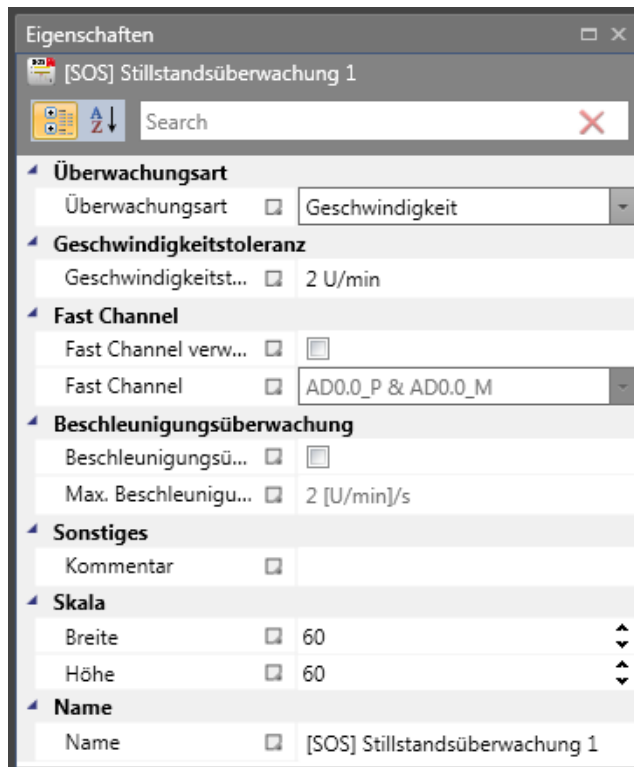 Eigenschaften
[SOS] Stillstandsüberwachung 1
Search
Überwachungsart
Überwachungsart Geschwindigkeit
Geschwindigkeitstoleranz
Geschwindigkeitst... 2 U/min
Fast Channel
Fast Channel verw...
Fast Channel AD0.0_P & AD0.0_M
Beschleunigungsüberwachung
Beschleunigungsü...
Max. Beschleunigu... 2 [U/min]/s
Sonstiges
Kommentar
Skala
Breite 60
Höhe 60
Name
Name [SOS] Stillstandsüberwachung 1